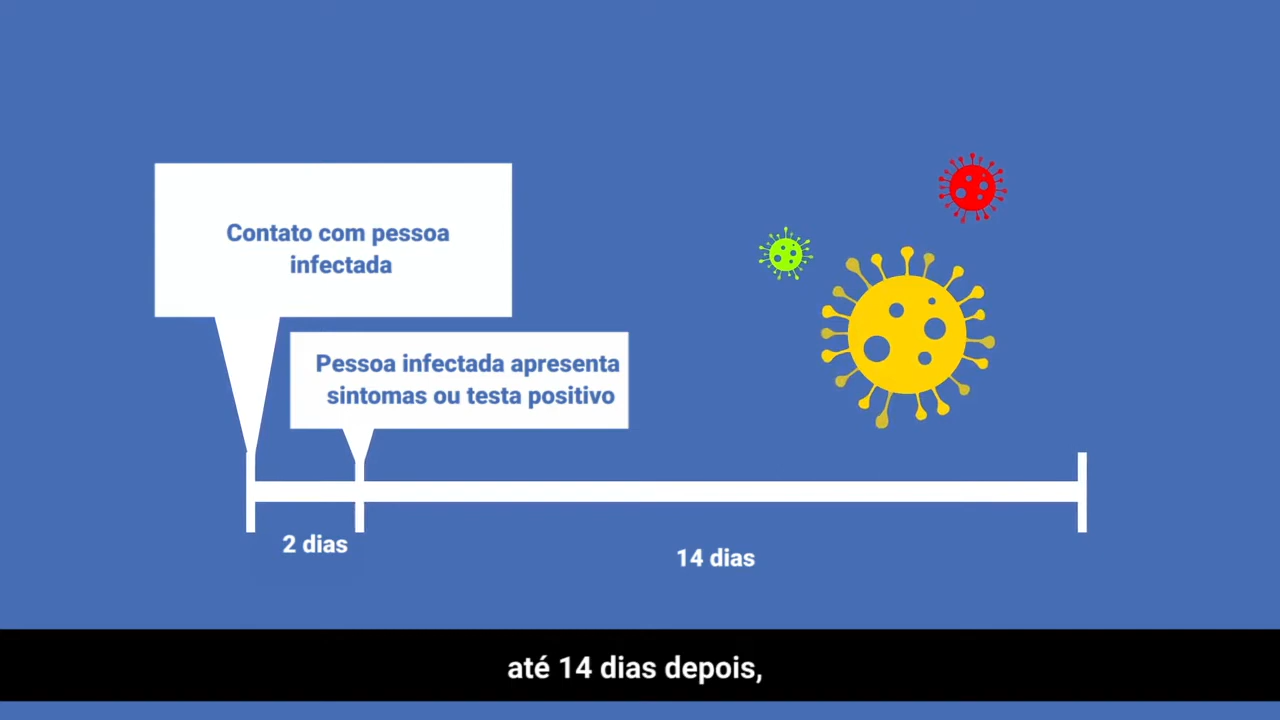 Contato com pessoa
infectada
Pessoa infectada apresenta
sintomas ou testa positivo
2 dias
14 dias
até 14 dias depois,